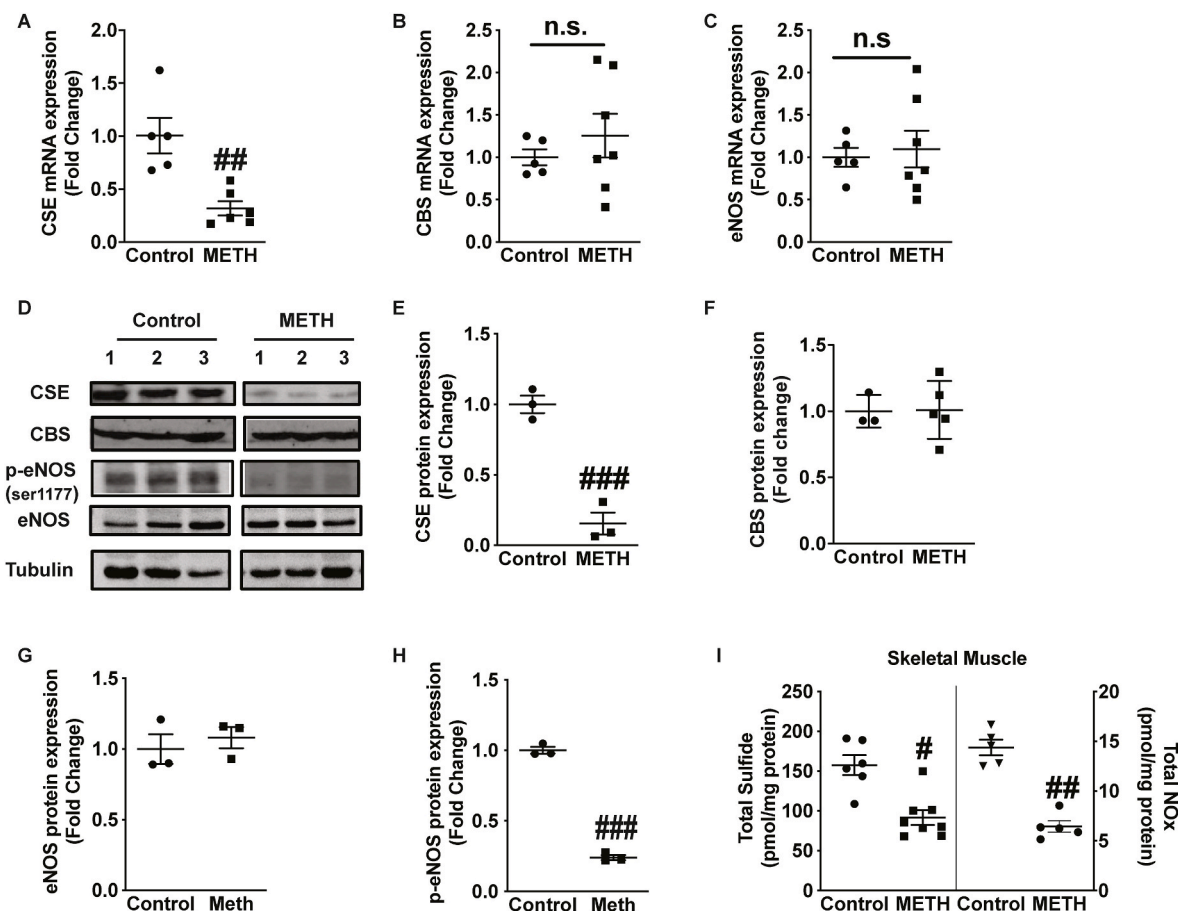 A
CSE mRNA expression
(Fold Change)
2.0
1.5
1.0
0.5
0.0
##
Control METH
B
CBS mRNA expression
(Fold Change)
2.5
2.0
1.5
1.0
0.5
0.0
n.s.
Control METH
C
eNOS mRNA expression
(Fold Change)
2.5
2.0
1.5
1.0
0.5
0.0
n.s
Control METH
D
Control METH
1 2 3 1 2 3
CSE
CBS
p-eNOS
(ser1177)
eNOS
Tubulin
E
CSE protein expression
(Fold Change)
1.5
1.0
0.5
0.0
###
Control METH
F
CBS protein expression
(Fold change)
1.5
1.0
0.5
0.0
Control METH
G
eNOS protein expression
(Fold Change)
1.5
1.0
0.5
0.0
Control Meth
H
p-eNOS protein expression
(Fold Change)
1.5
1.0
0.5
0.0
###
Control Meth
I
Skeletal Muscle
Total Sulfide
(pmol/mg protein)
250
200
150
100
50
0
#
##
20
15
10
5
0
Total NOx
(pmol/mg protein)
Control METH Control METH